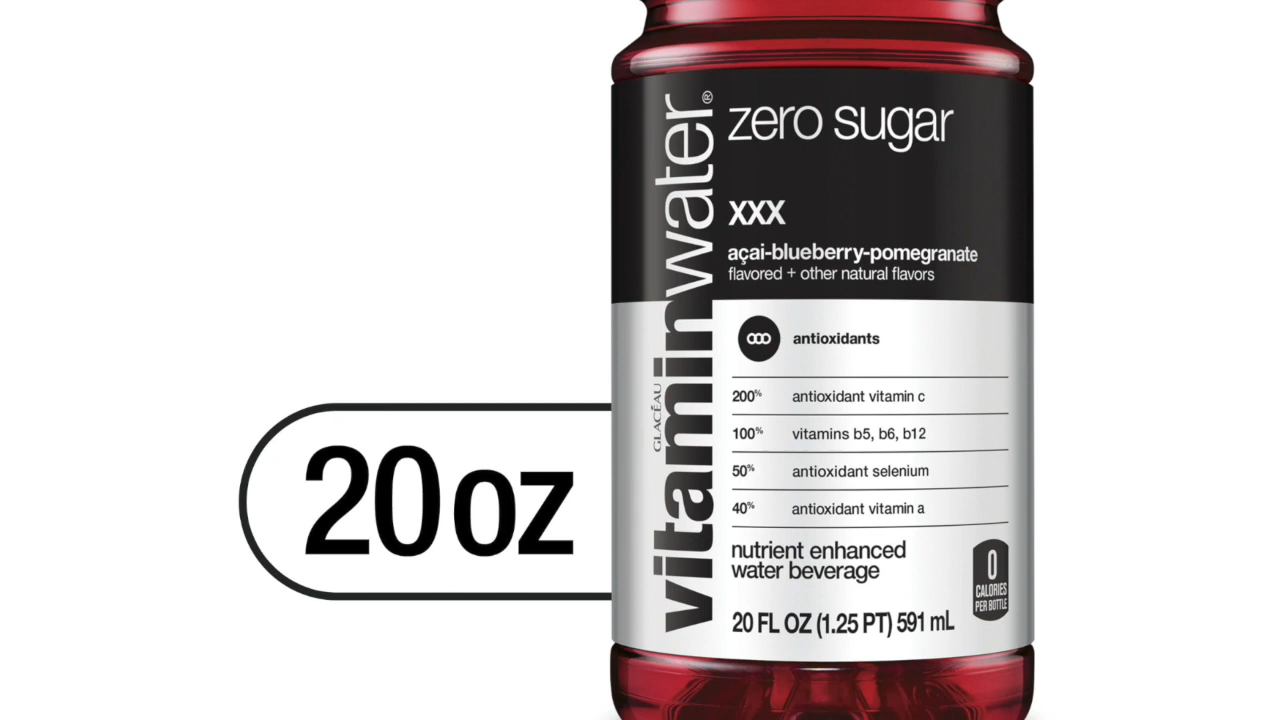 20 oz
GLACÉAU
vitaminwater®
zero sugar
xxx
açai-blueberry-pomegranate
flavored + other natural flavors
antioxidants
200% antioxidant vitamin c
100% vitamins b5, b6, b12
50% antioxidant selenium
40% antioxidant vitamin a
nutrient enhanced
water beverage
0
CALORIES
PER BOTTLE
20 FL OZ (1.25 PT) 591 mL